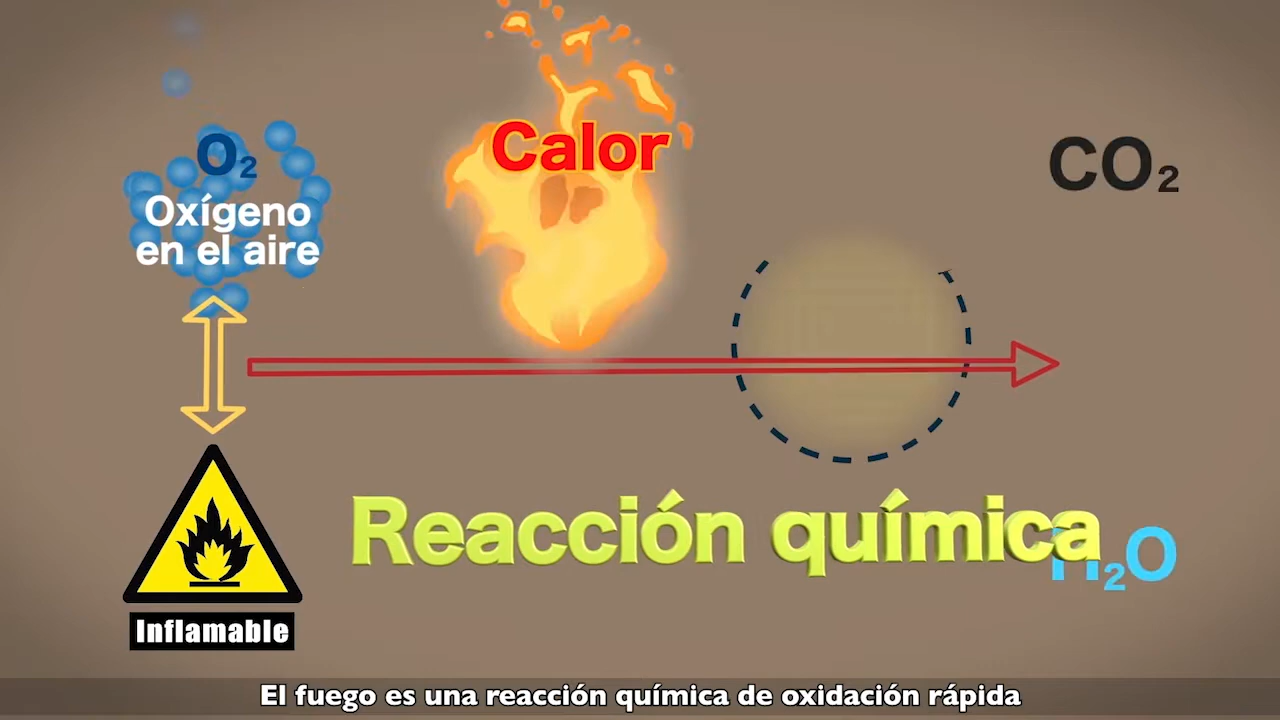 O₂
Oxígeno
en el aire
Calor
CO₂
Reacción química
H₂O
Inflamable
El fuego es una reacción química de oxidación rápida